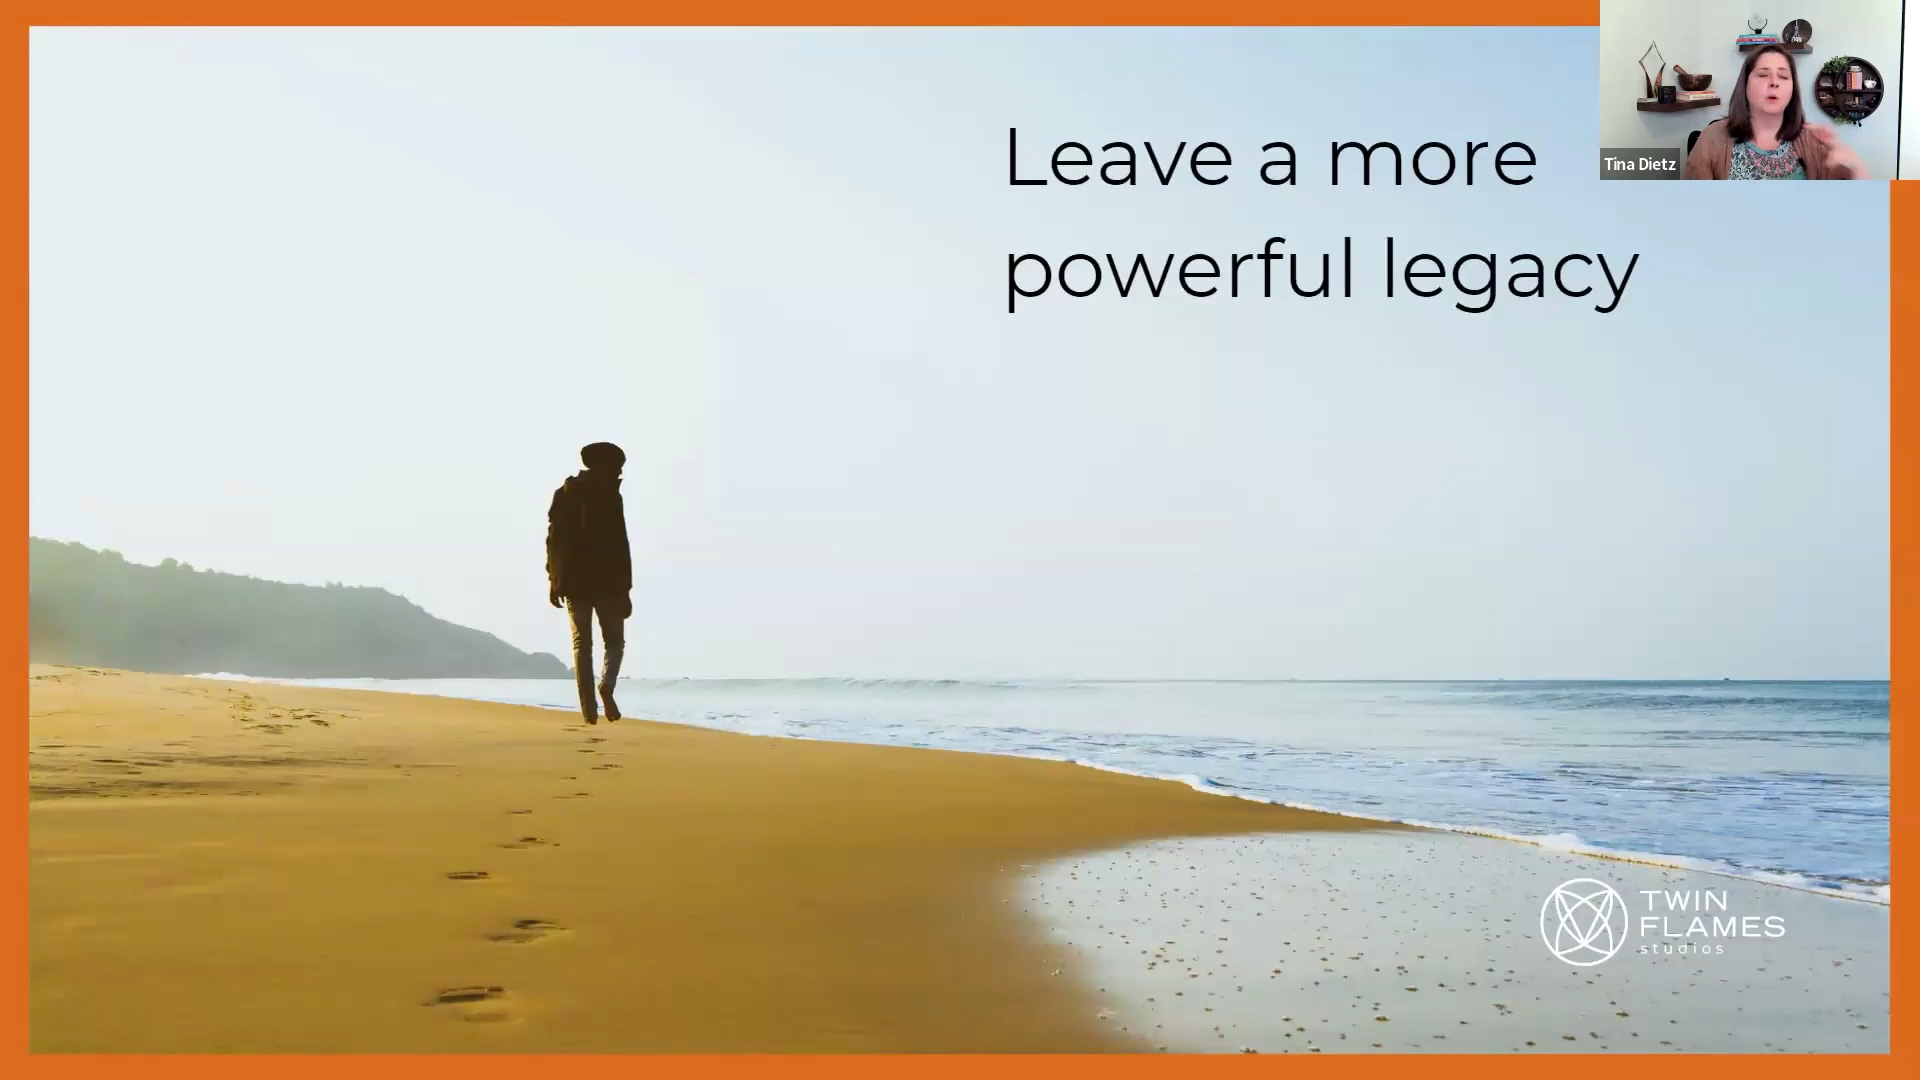 Leave a more
powerful legacy
Tina Dietz
TWIN
FLAMES
studios